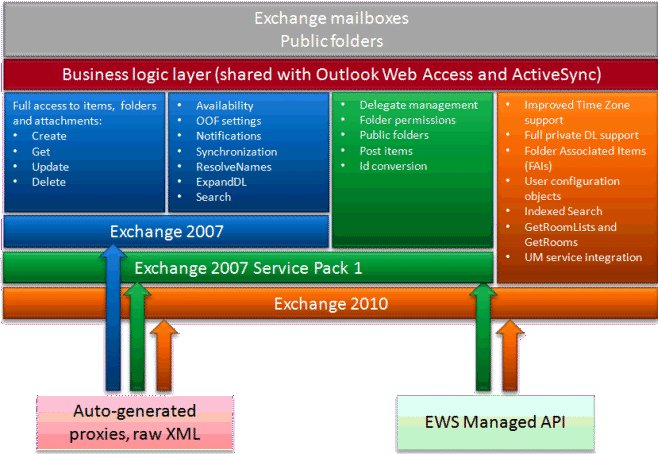 Exchange mailboxes
Public folders
Business logic layer (shared with Outlook Web Access and ActiveSync)
Full access to items, folders
and attachments:
• Create
• Get
• Update
• Delete
• Availability
• OOF settings
• Notifications
• Synchronization
• ResolveNames
• ExpandDL
• Search
• Delegate management
• Folder permissions
• Public folders
• Post items
• Id conversion
• Improved Time Zone
support
• Full private DL support
• Folder Associated Items
(FAIs)
• User configuration
objects
• Indexed Search
• GetRoomLists and
GetRooms
• UM service integration
Exchange 2007
Exchange 2007 Service Pack 1
Exchange 2010
Auto-generated
proxies, raw XML
EWS Managed API